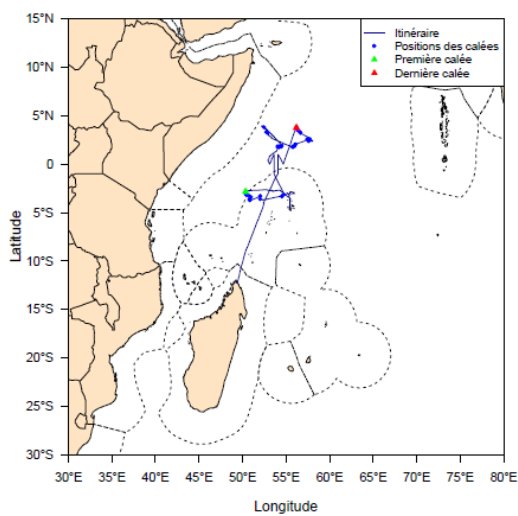 15°N
10°N
5°N
0
5°S
10°S
15°S
20°S
25°S
30°S
Latitude
Itinéraire
Positions des calées
Première calée
Dernière calée
30°E 35°E 40°E 45°E 50°E 55°E 60°E 65°E 70°E 75°E 80°E
Longitude